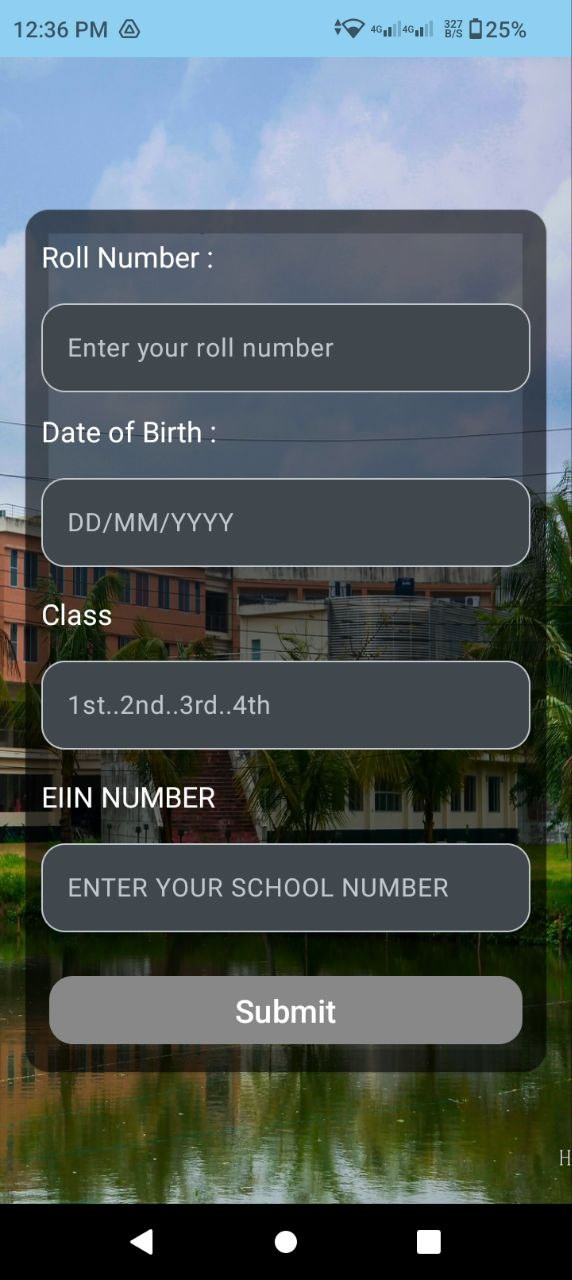 12:36 PM
4G 4G 327 B/S 25%
Roll Number :
Enter your roll number
Date of Birth :
DD/MM/YYYY
Class
1st..2nd..3rd..4th
EIIN NUMBER
ENTER YOUR SCHOOL NUMBER
Submit
H